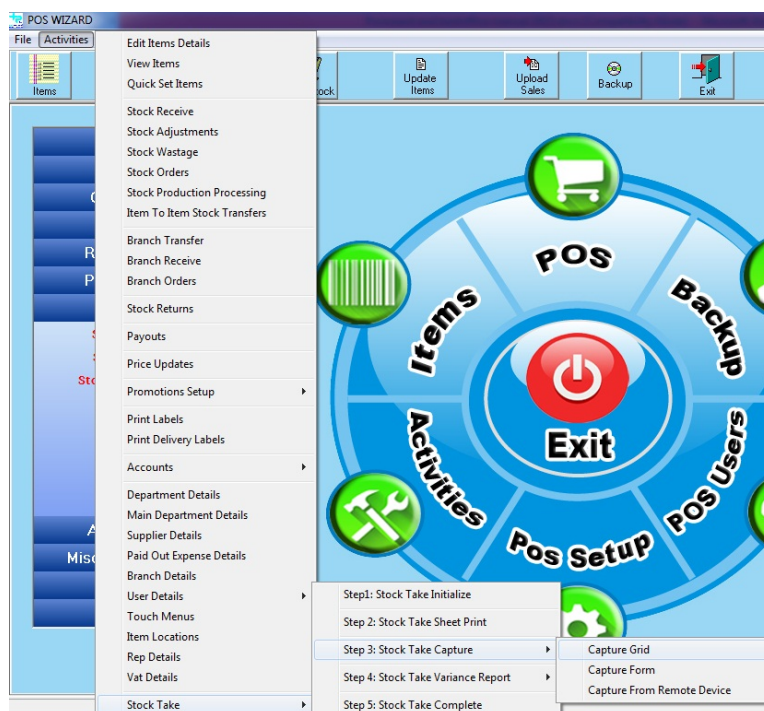 POS WIZARD
File Activities
Items
Update
Items
Upload
Sales
Backup
Exit
Edit Items Details
View Items
Quick Set Items
Stock Receive
Stock Adjustments
Stock Wastage
Stock Orders
Stock Production Processing
Item To Item Stock Transfers
Branch Transfer
Branch Receive
Branch Orders
Stock Returns
Payouts
Price Updates
Promotions Setup
Print Labels
Print Delivery Labels
Accounts
Department Details
Main Department Details
Supplier Details
Paid Out Expense Details
Branch Details
User Details
Touch Menus
Item Locations
Rep Details
Vat Details
Stock Take
Step1: Stock Take Initialize
Step 2: Stock Take Sheet Print
Step 3: Stock Take Capture
Step 4: Stock Take Variance Report
Step 5: Stock Take Complete
Capture Grid
Capture Form
Capture From Remote Device
POS
Items
Backup
Exit
Activities
POS Users
Pos Setup